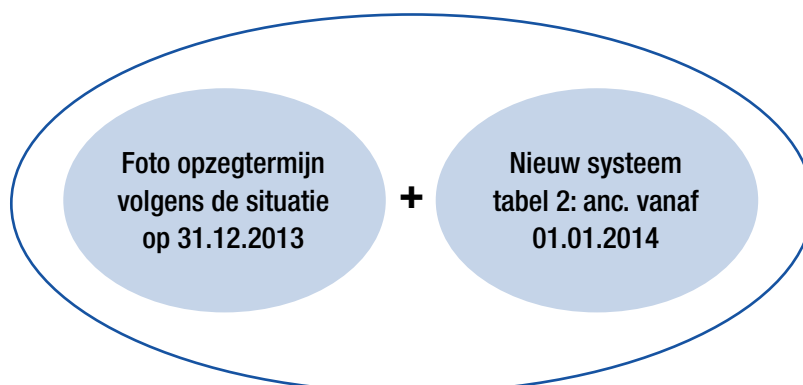 Foto opzegtermijn
volgens de situatie
op 31.12.2013
+
Nieuw systeem
tabel 2: anc. vanaf
01.01.2014